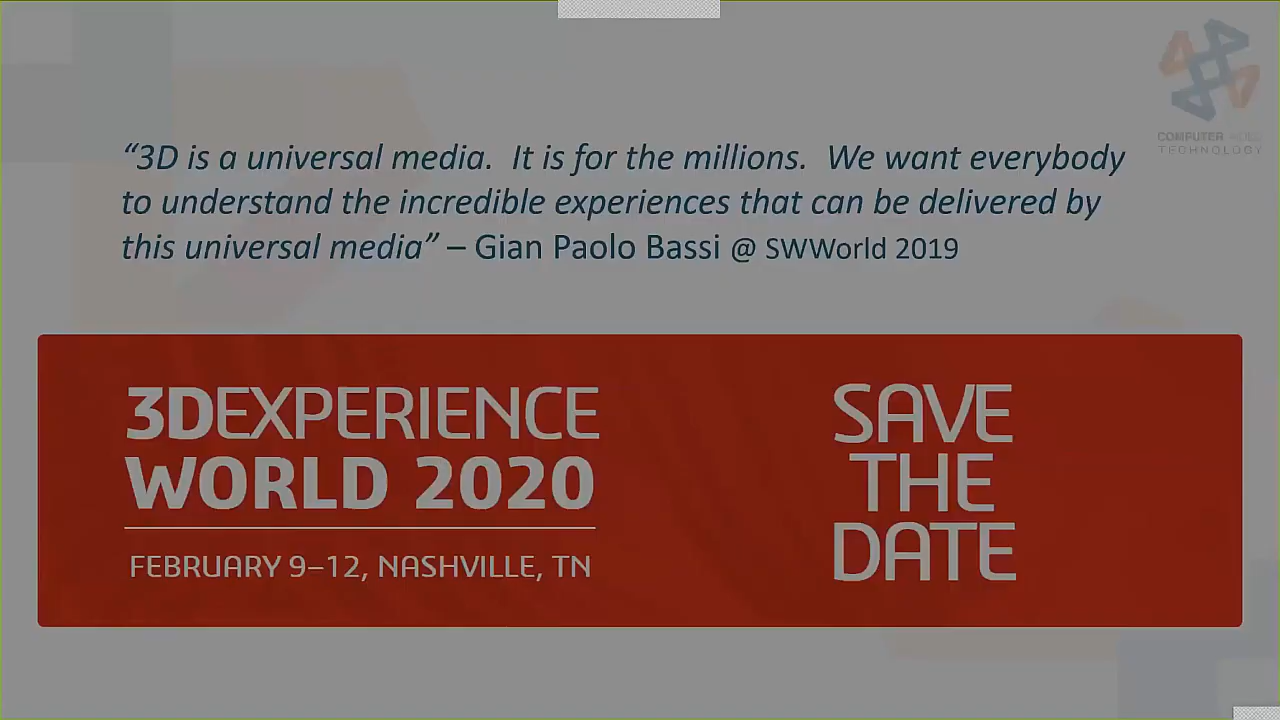 “3D is a universal media. It is for the millions. We want everybody
to understand the incredible experiences that can be delivered by
this universal media” – Gian Paolo Bassi @ SWWorld 2019
3DEXPERIENCE
WORLD 2020
FEBRUARY 9–12, NASHVILLE, TN
SAVE
THE
DATE
COMPUTER AIDED
TECHNOLOGY